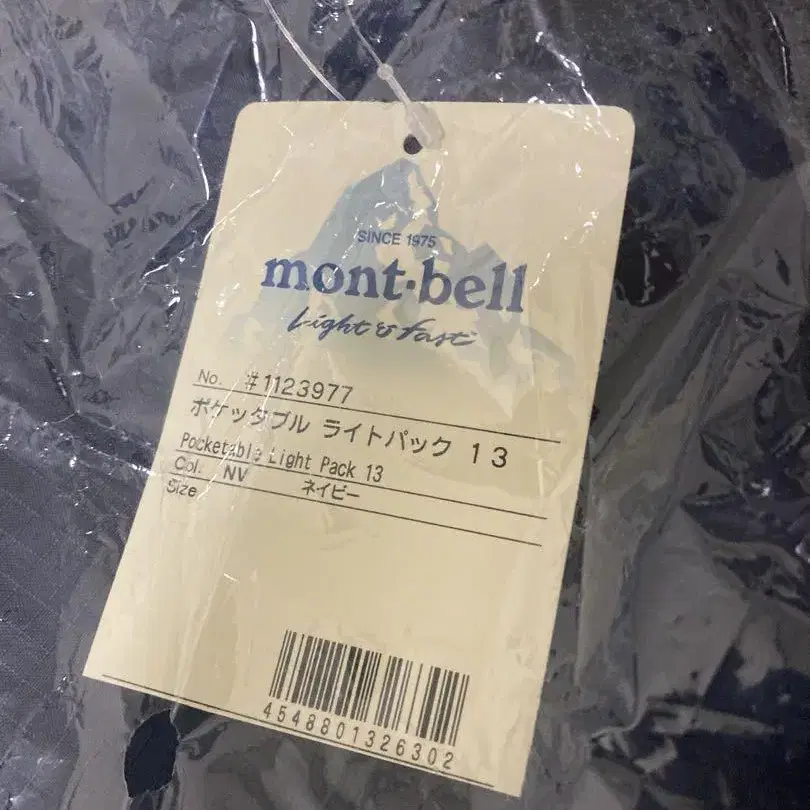 SINCE 1975
mont·bell
Light & Fast
No. #1123977
ポケッタブル ライトパック 13
Pocketable Light Pack 13
Col. NV ネイビー
Size
4548801326302